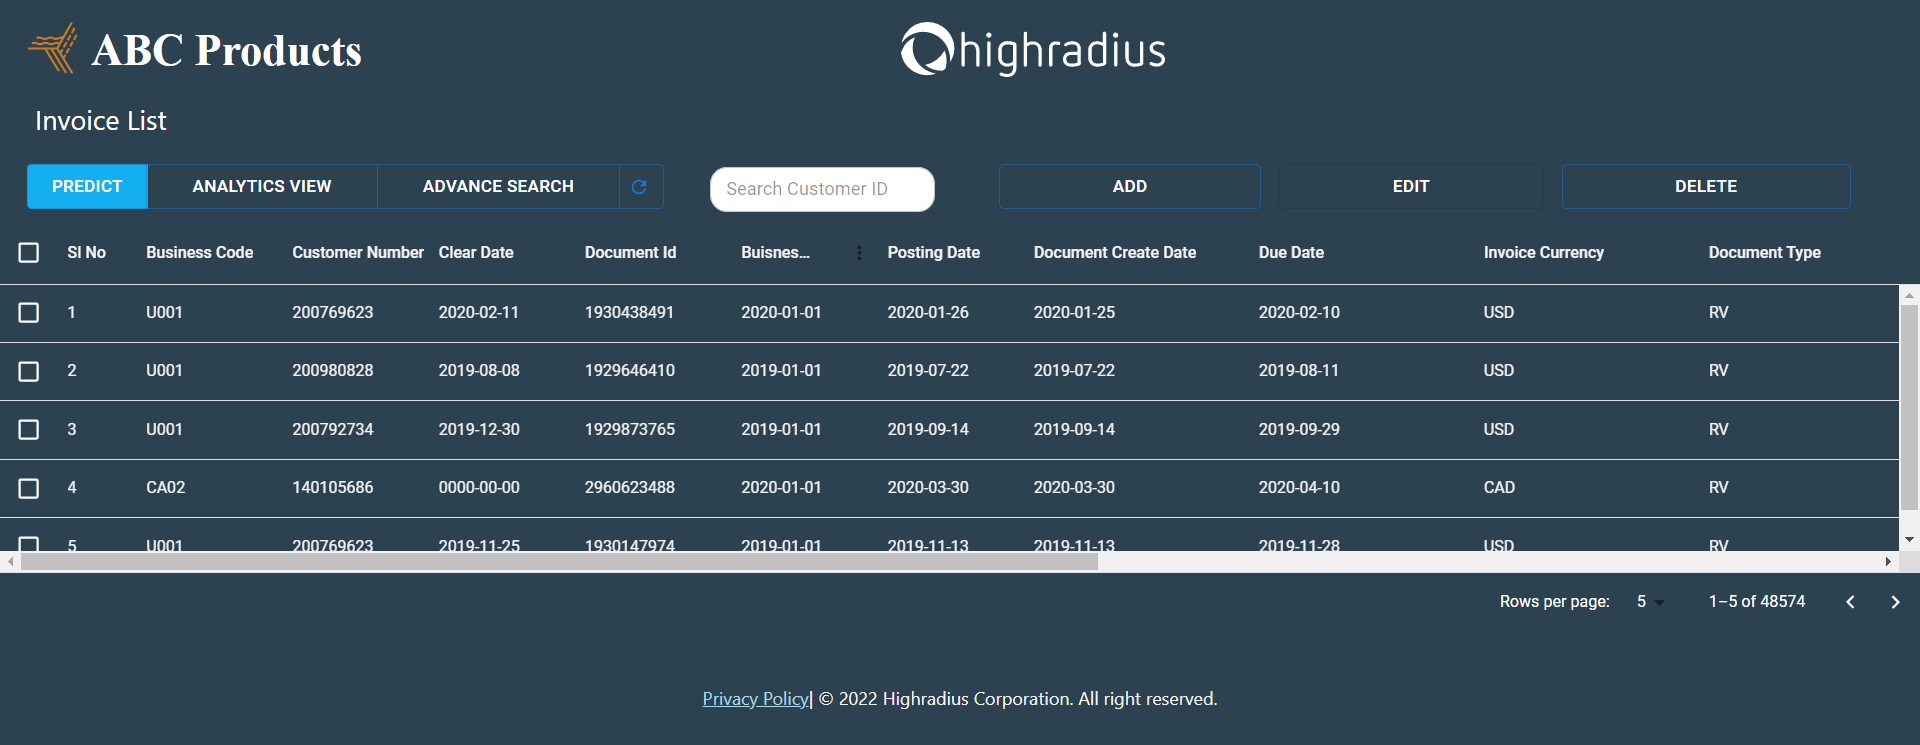 ABC Products
highradius
Invoice List
PREDICT ANALYTICS VIEW ADVANCE SEARCH Search Customer ID ADD EDIT DELETE
Sl No Business Code Customer Number Clear Date Document Id Buisnes... Posting Date Document Create Date Due Date Invoice Currency Document Type
1 U001 200769623 2020-02-11 1930438491 2020-01-01 2020-01-26 2020-01-25 2020-02-10 USD RV
2 U001 200980828 2019-08-08 1929646410 2019-01-01 2019-07-22 2019-07-22 2019-08-11 USD RV
3 U001 200792734 2019-12-30 1929873765 2019-01-01 2019-09-14 2019-09-14 2019-09-29 USD RV
4 CA02 140105686 0000-00-00 2960623488 2020-01-01 2020-03-30 2020-03-30 2020-04-10 CAD RV
5 U001 200769623 2019-11-25 1930147974 2019-01-01 2019-11-13 2019-11-13 2019-11-28 USD RV
Rows per page: 5 1–5 of 48574
Privacy Policy| © 2022 Highradius Corporation. All right reserved.